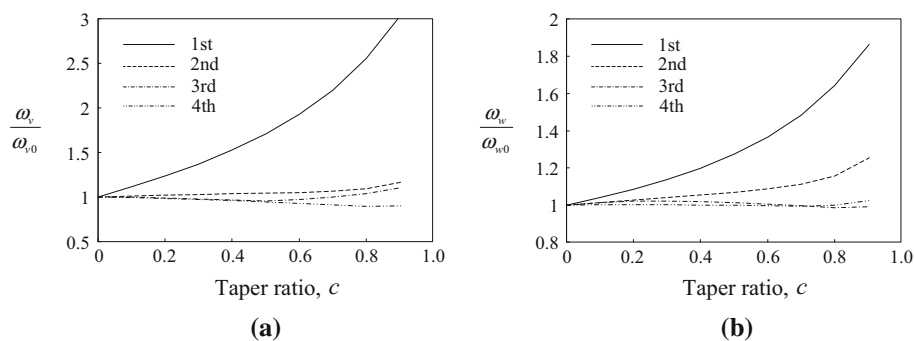 3
2.5
2
1.5
1
0.5
1st
2nd
3rd
4th
ω_v
ω_v0
0 0.2 0.4 0.6 0.8 1.0
Taper ratio, c
(a)
2
1.8
1.6
1.4
1.2
1
0.8
1st
2nd
3rd
4th
ω_w
ω_w0
0 0.2 0.4 0.6 0.8 1.0
Taper ratio, c
(b)